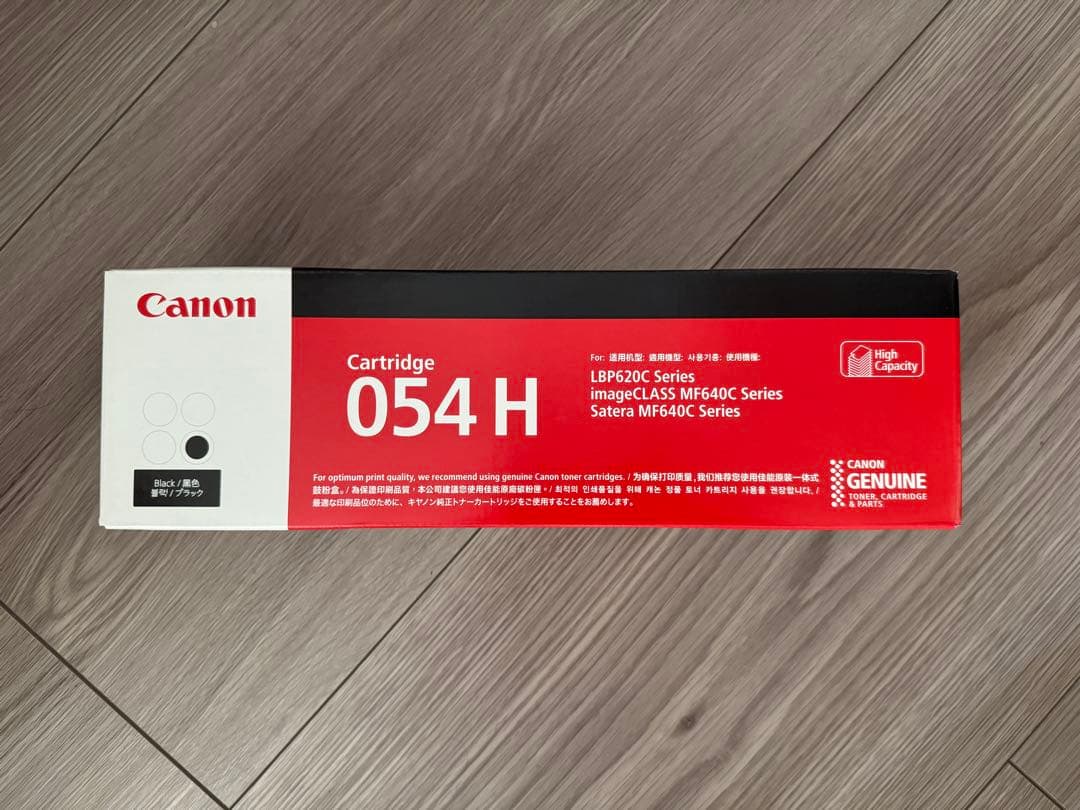 Canon
Black / 黑色
블랙 / ブラック
Cartridge
054 H
For: 适用机型: 適用機型: 사용기종: 使用機種:
LBP620C Series
imageCLASS MF640C Series
Satera MF640C Series
High
Capacity
For optimum print quality, we recommend using genuine Canon toner cartridges. / 为确保打印质量,我们推荐您使用佳能原装一体式
鼓粉盒。/ 為保證印刷品質,本公司建議您使用佳能原廠碳粉匣。/ 최적의 인쇄품질을 위해 캐논 정품 토너 카트리지 사용을 권장합니다. /
最適な印刷品位のために、キヤノン純正トナーカートリッジをご使用することをお薦めします。
CANON
GENUINE
TONER, CARTRIDGE
& PARTS